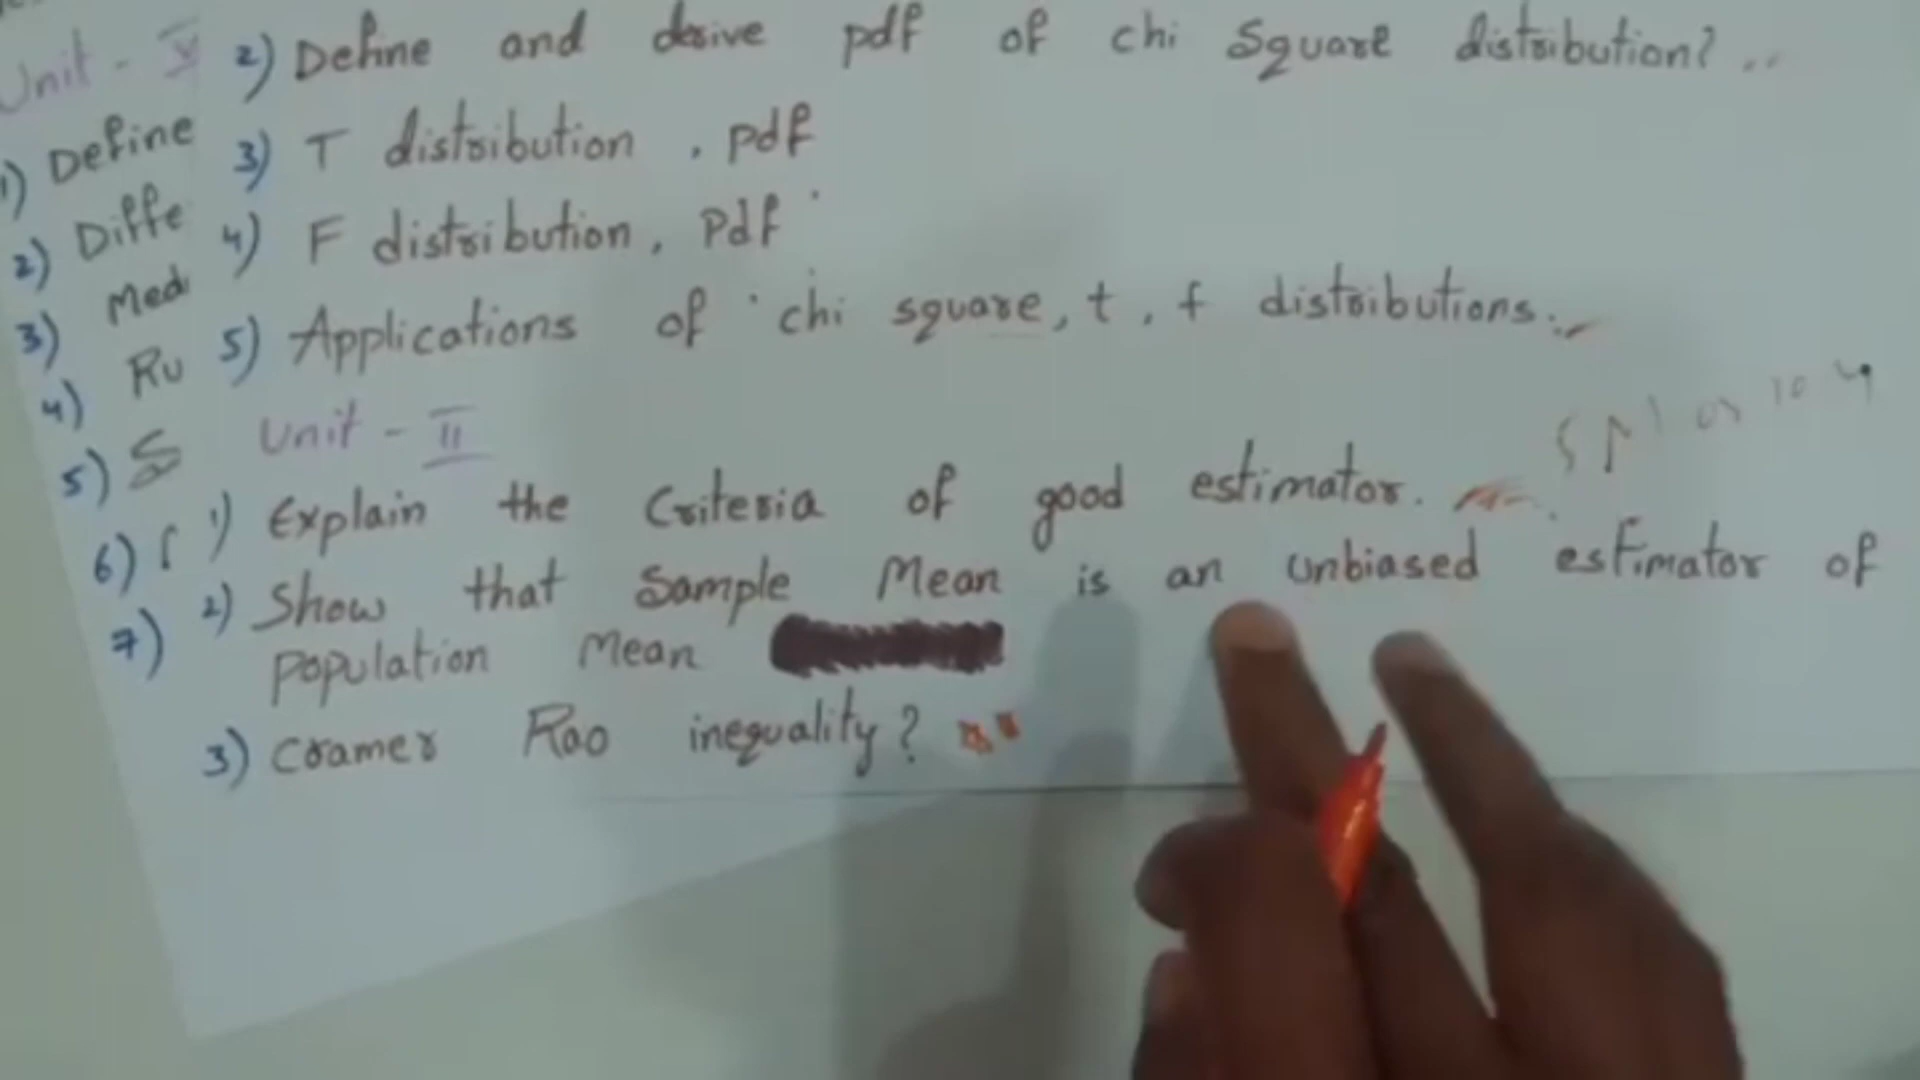 Unit - V
1) Define
2) Diffe
3) Med
4) Ru
5) S
6)
7)
2) Define and derive pdf of chi Square distribution?..
3) T distribution, pdf
4) F distribution, Pdf
5) Applications of chi square, t, f distributions.
Unit - II
1) Explain the Criteria of good estimator.
2) Show that Sample Mean is an unbiased estimator of
population Mean
3) Cramer Rao inequality?